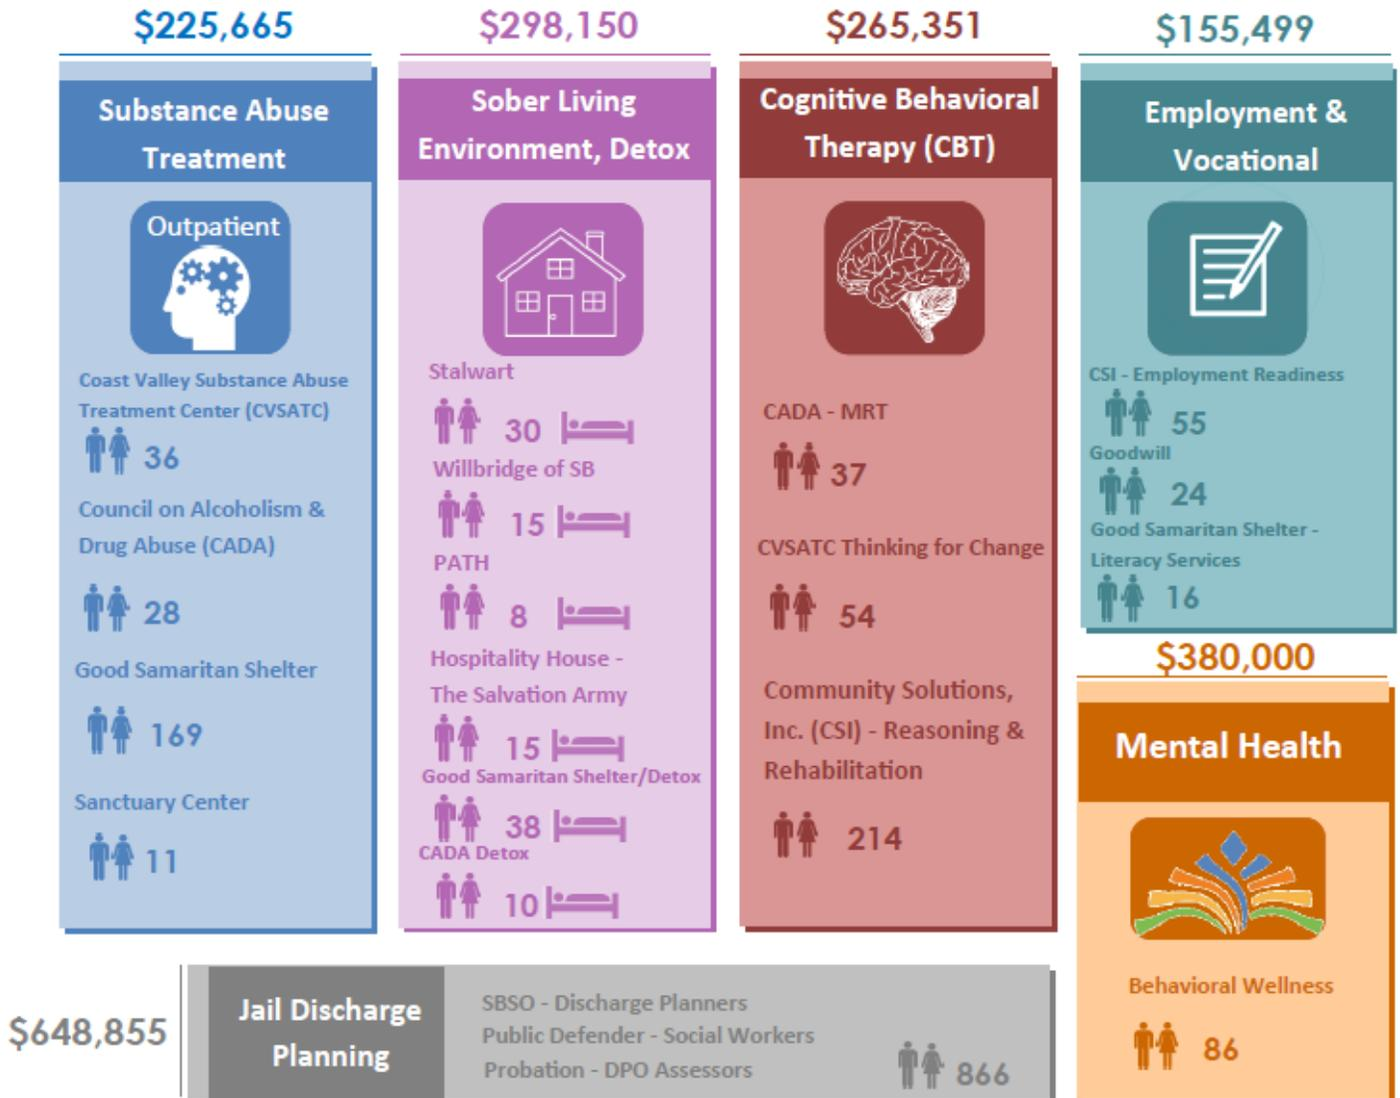 $225,665
Substance Abuse
Treatment
Outpatient
Coast Valley Substance Abuse
Treatment Center (CVSATC)
36
Council on Alcoholism &
Drug Abuse (CADA)
28
Good Samaritan Shelter
169
Sanctuary Center
11
$298,150
Sober Living
Environment, Detox
Stalwart
30
Willbridge of SB
15
PATH
8
Hospitality House -
The Salvation Army
15
Good Samaritan Shelter/Detox
38
CADA Detox
10
$265,351
Cognitive Behavioral
Therapy (CBT)
CADA - MRT
37
CVSATC Thinking for Change
54
Community Solutions,
Inc. (CSI) - Reasoning &
Rehabilitation
214
$155,499
Employment &
Vocational
CSI - Employment Readiness
55
Goodwill
24
Good Samaritan Shelter -
Literacy Services
16
$380,000
Mental Health
Behavioral Wellness
86
$648,855
Jail Discharge
Planning
SBSO - Discharge Planners
Public Defender - Social Workers
Probation - DPO Assessors
866